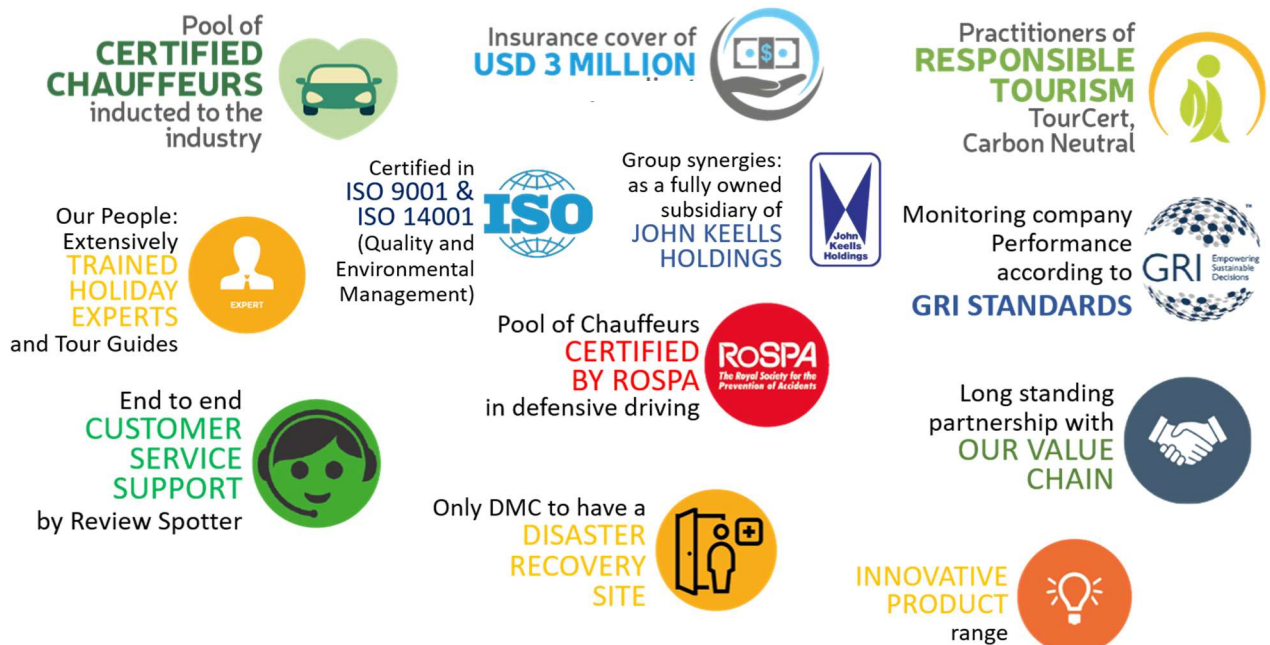 Pool of
CERTIFIED
CHAUFFEURS
inducted to the
industry
Insurance cover of
USD 3 MILLION
Practitioners of
RESPONSIBLE
TOURISM
TourCert,
Carbon Neutral
Our People:
Extensively
TRAINED
HOLIDAY
EXPERTS
and Tour Guides
EXPERT
Certified in
ISO 9001 &
ISO 14001
(Quality and
Environmental
Management)
ISO
Group synergies:
as a fully owned
subsidiary of
JOHN KEELLS
HOLDINGS
John
Keells
Holdings
Monitoring company
Performance
according to
GRI STANDARDS
GRI
Empowering
Sustainable
Decisions
TM
Pool of Chauffeurs
CERTIFIED
BY ROSPA
in defensive driving
RoSPA
The Royal Society for the
Prevention of Accidents
End to end
CUSTOMER
SERVICE
SUPPORT
by Review Spotter
Long standing
partnership with
OUR VALUE
CHAIN
Only DMC to have a
DISASTER
RECOVERY
SITE
INNOVATIVE
PRODUCT
range